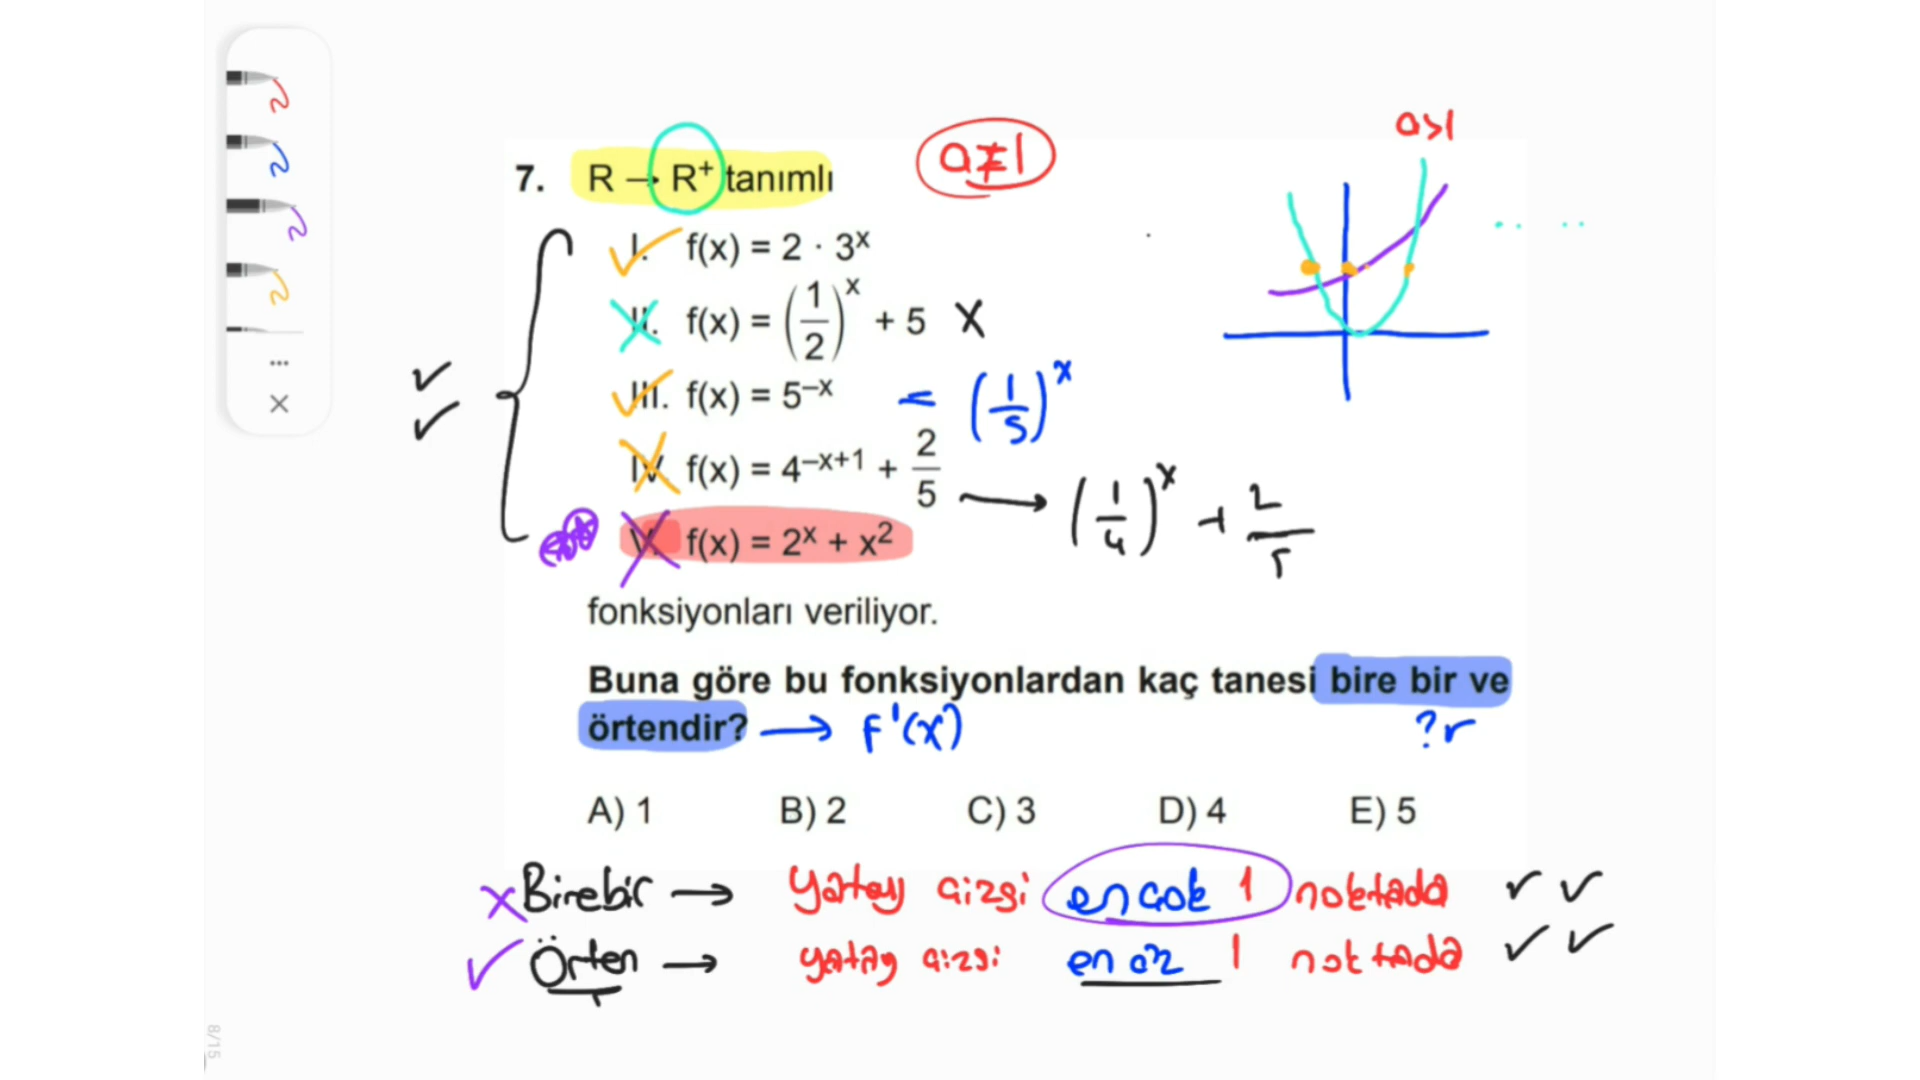 a≠1
a>1
7. R → R⁺ tanımlı
I. f(x) = 2 · 3ˣ
II. f(x) = (1/2)ˣ + 5 X
III. f(x) = 5⁻ˣ = (1/5)ˣ
IV. f(x) = 4⁻ˣ⁺¹ + 2/5 → (1/4)ˣ + 2/5
V. f(x) = 2ˣ + x²
fonksiyonları veriliyor.
Buna göre bu fonksiyonlardan kaç tanesi bire bir ve
örtendir? → f'(x) ?
A) 1 B) 2 C) 3 D) 4 E) 5
x Birebir → yatay çizgi en çok 1 noktada ✓ ✓
✓ Örten → yatay çizgi en az 1 noktada ✓ ✓
8/15